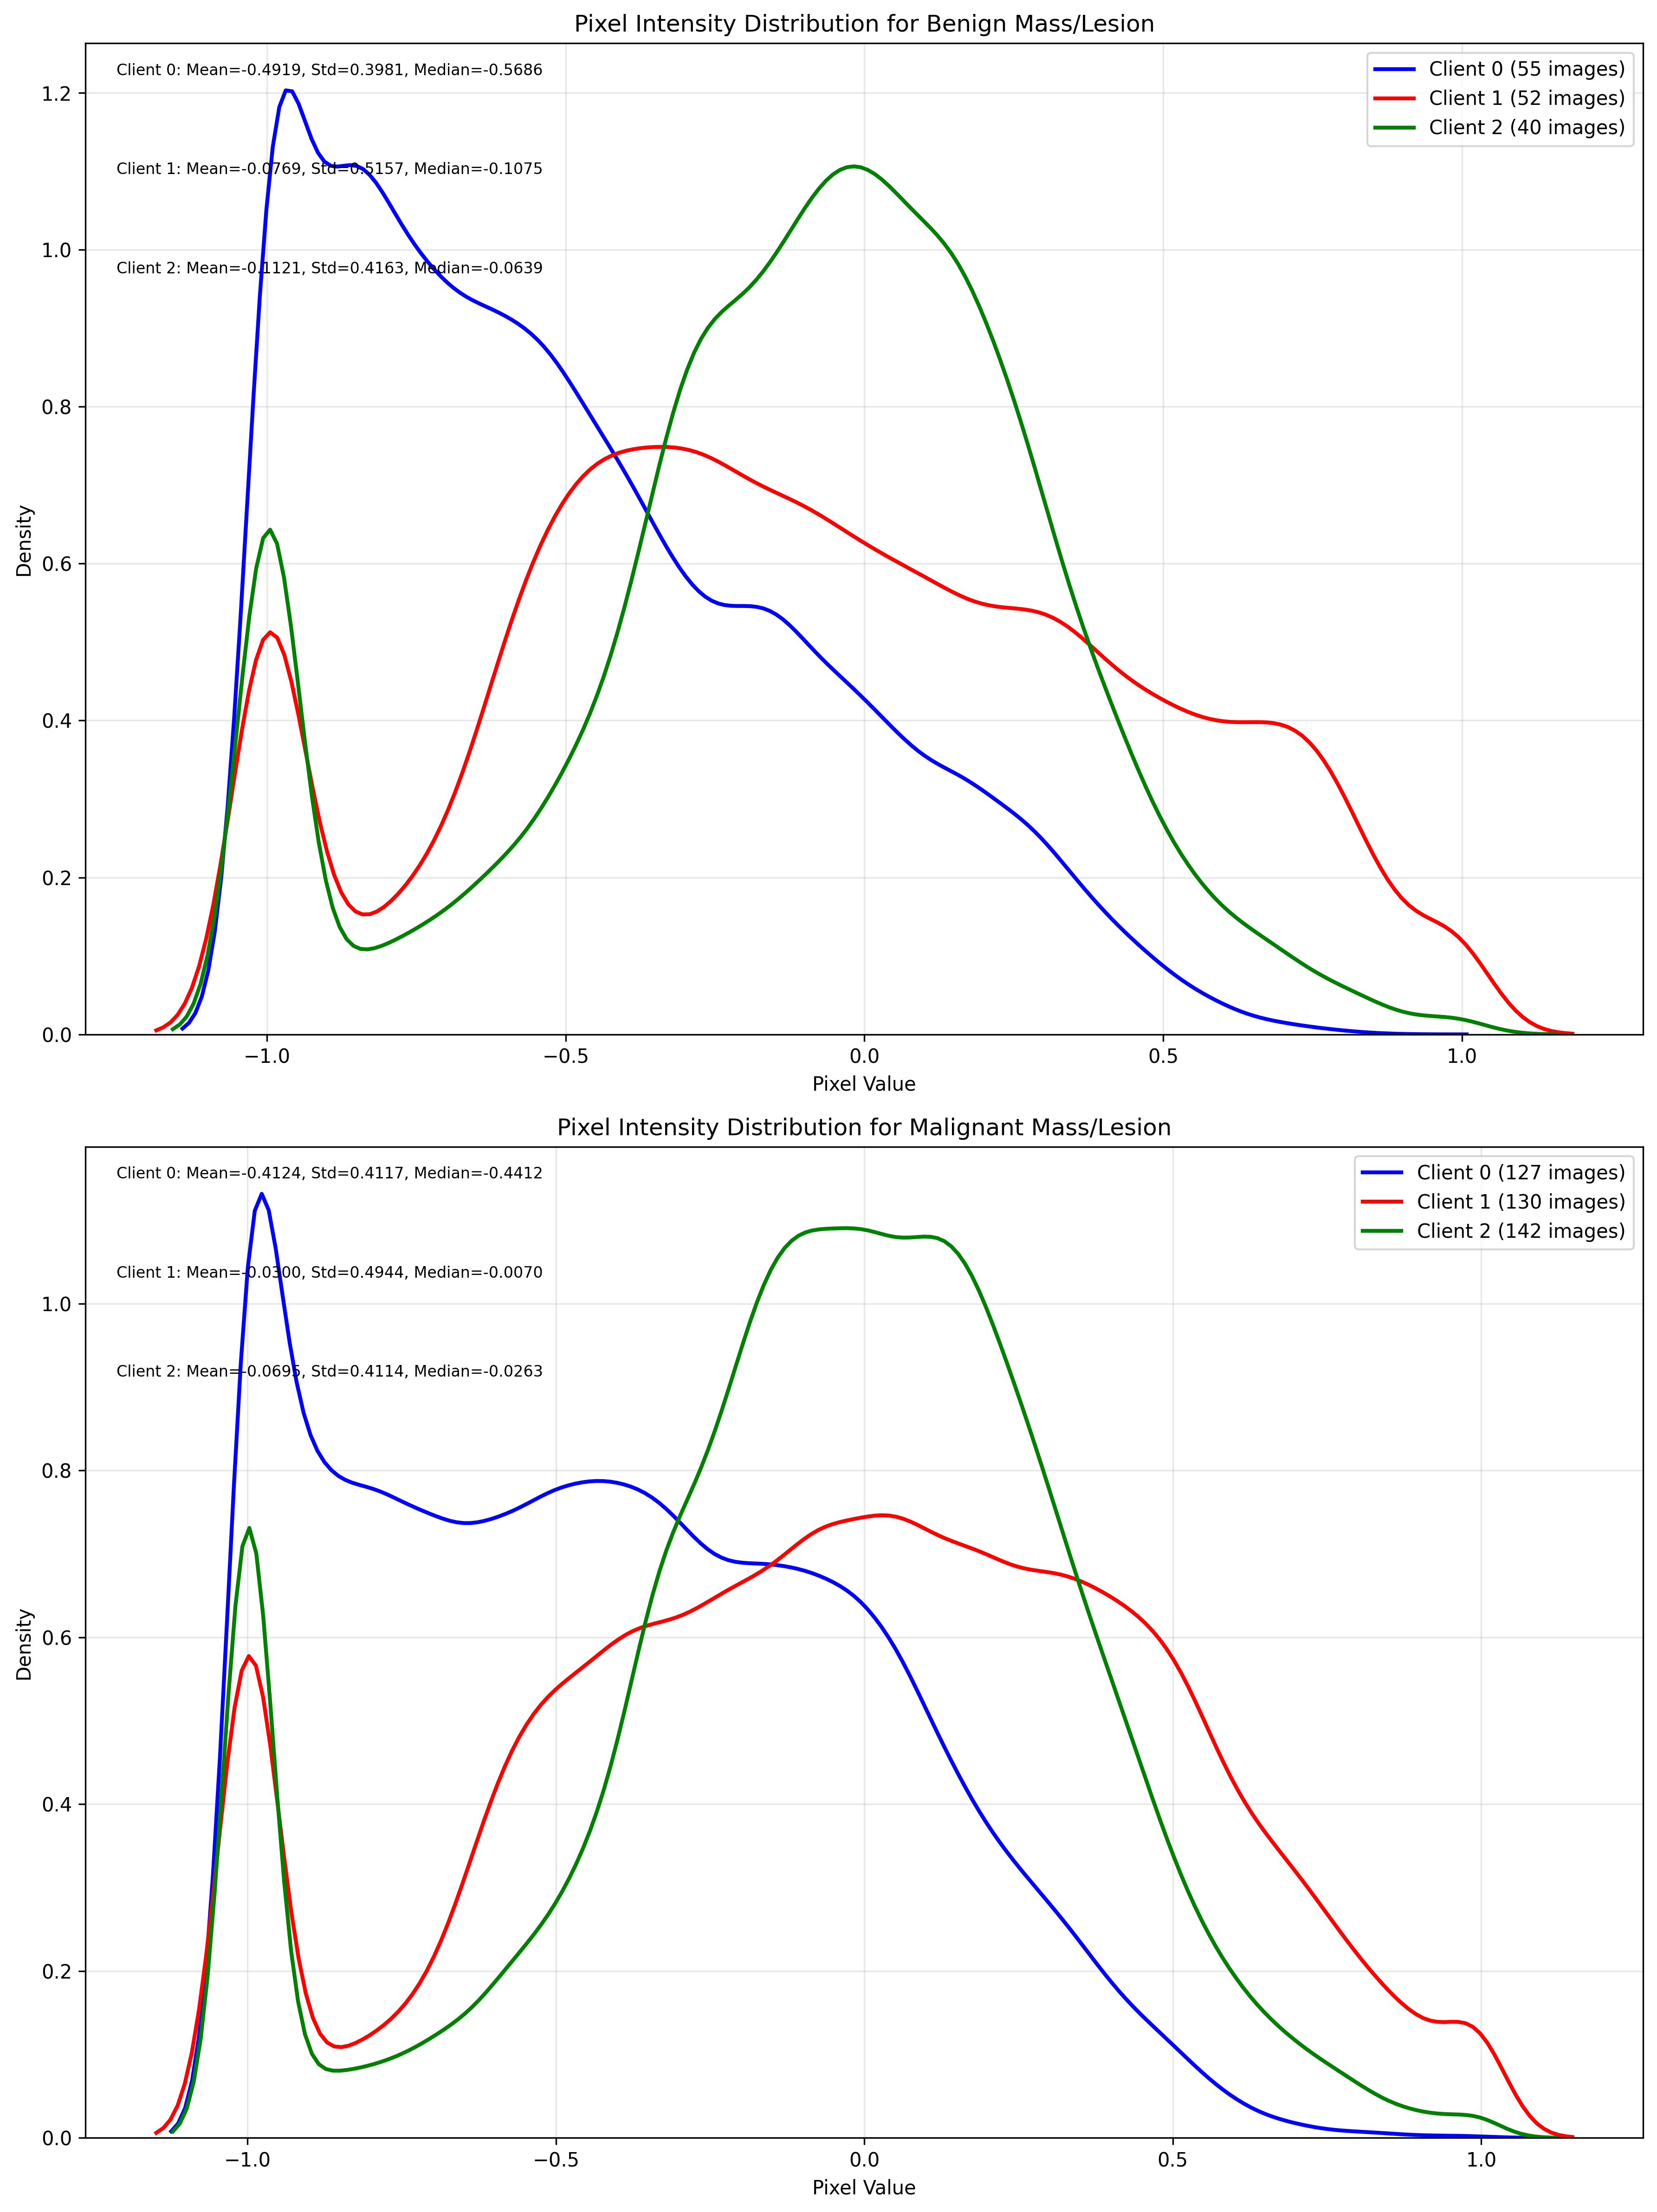 Pixel Intensity Distribution for Benign Mass/Lesion
Client 0: Mean=-0.4919, Std=0.3981, Median=-0.5686
Client 1: Mean=-0.0769, Std=0.5157, Median=-0.1075
Client 2: Mean=-0.1121, Std=0.4163, Median=-0.0639
Client 0 (55 images)
Client 1 (52 images)
Client 2 (40 images)
Density
1.2
1.0
0.8
0.6
0.4
0.2
0.0
−1.0 −0.5 0.0 0.5 1.0
Pixel Value
Pixel Intensity Distribution for Malignant Mass/Lesion
Client 0: Mean=-0.4124, Std=0.4117, Median=-0.4412
Client 1: Mean=-0.0300, Std=0.4944, Median=-0.0070
Client 2: Mean=-0.0695, Std=0.4114, Median=-0.0263
Client 0 (127 images)
Client 1 (130 images)
Client 2 (142 images)
Density
1.0
0.8
0.6
0.4
0.2
0.0
−1.0 −0.5 0.0 0.5 1.0
Pixel Value